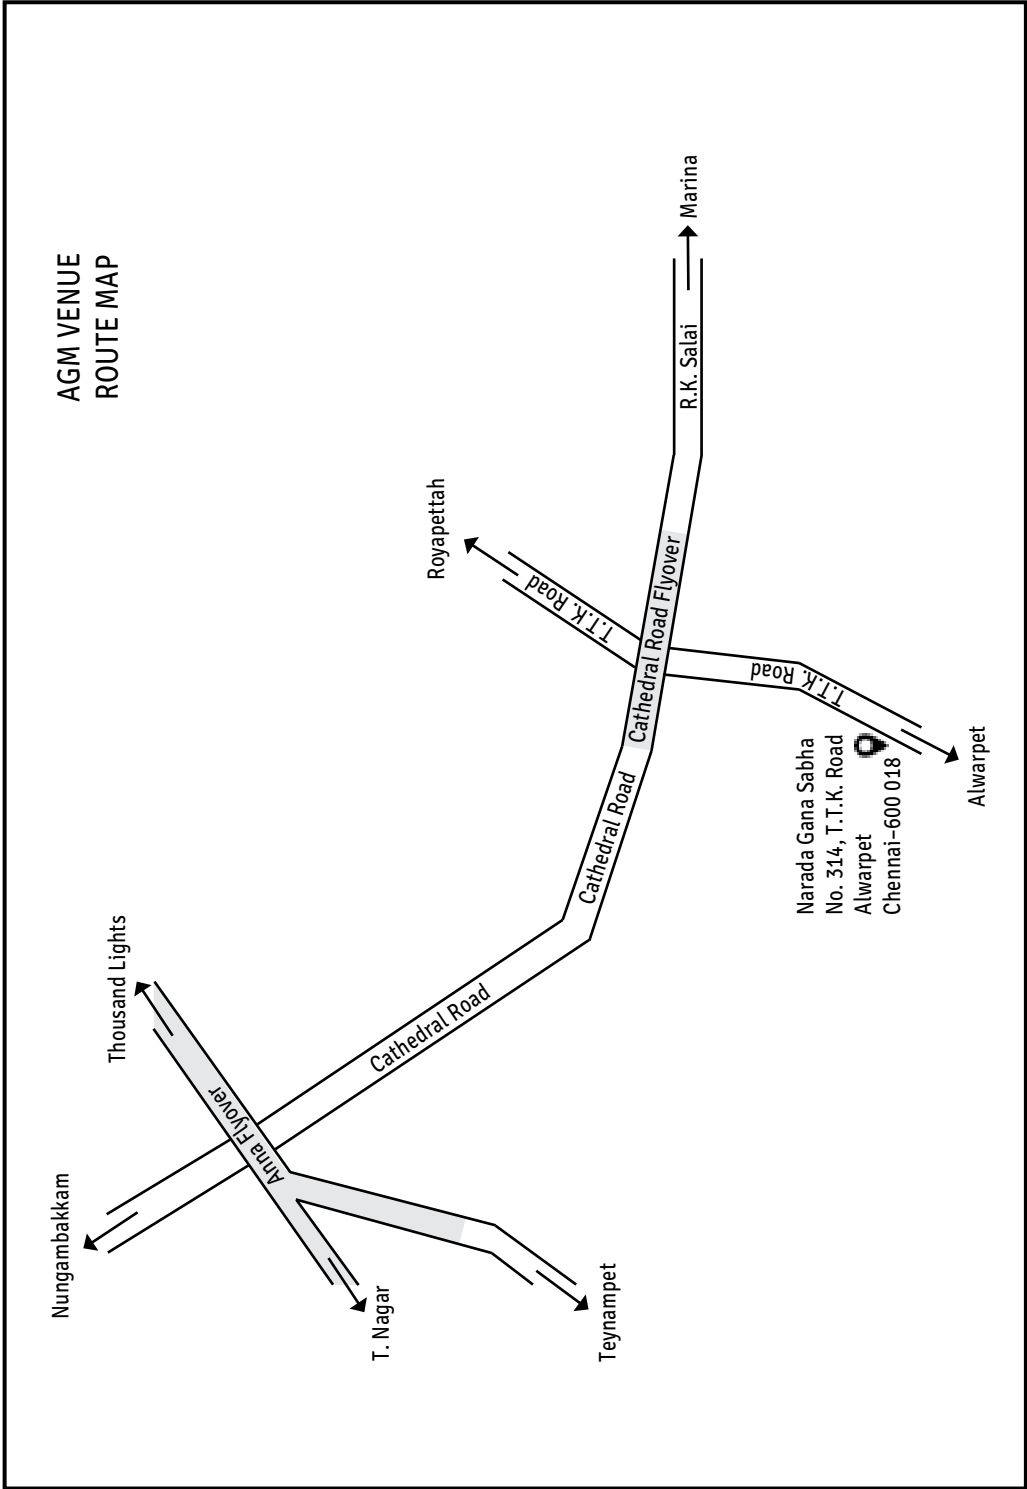 AGM VENUE
ROUTE MAP
Nungambakkam
Thousand Lights
Anna Flyover
T. Nagar
Teynampet
Cathedral Road
Cathedral Road
Cathedral Road Flyover
Royapettah
T.T.K. Road
R.K. Salai
Marina
T.T.K. Road
T.T.K. Road
Narada Gana Sabha
No. 314, T.T.K. Road
Alwarpet
Chennai-600 018
Alwarpet